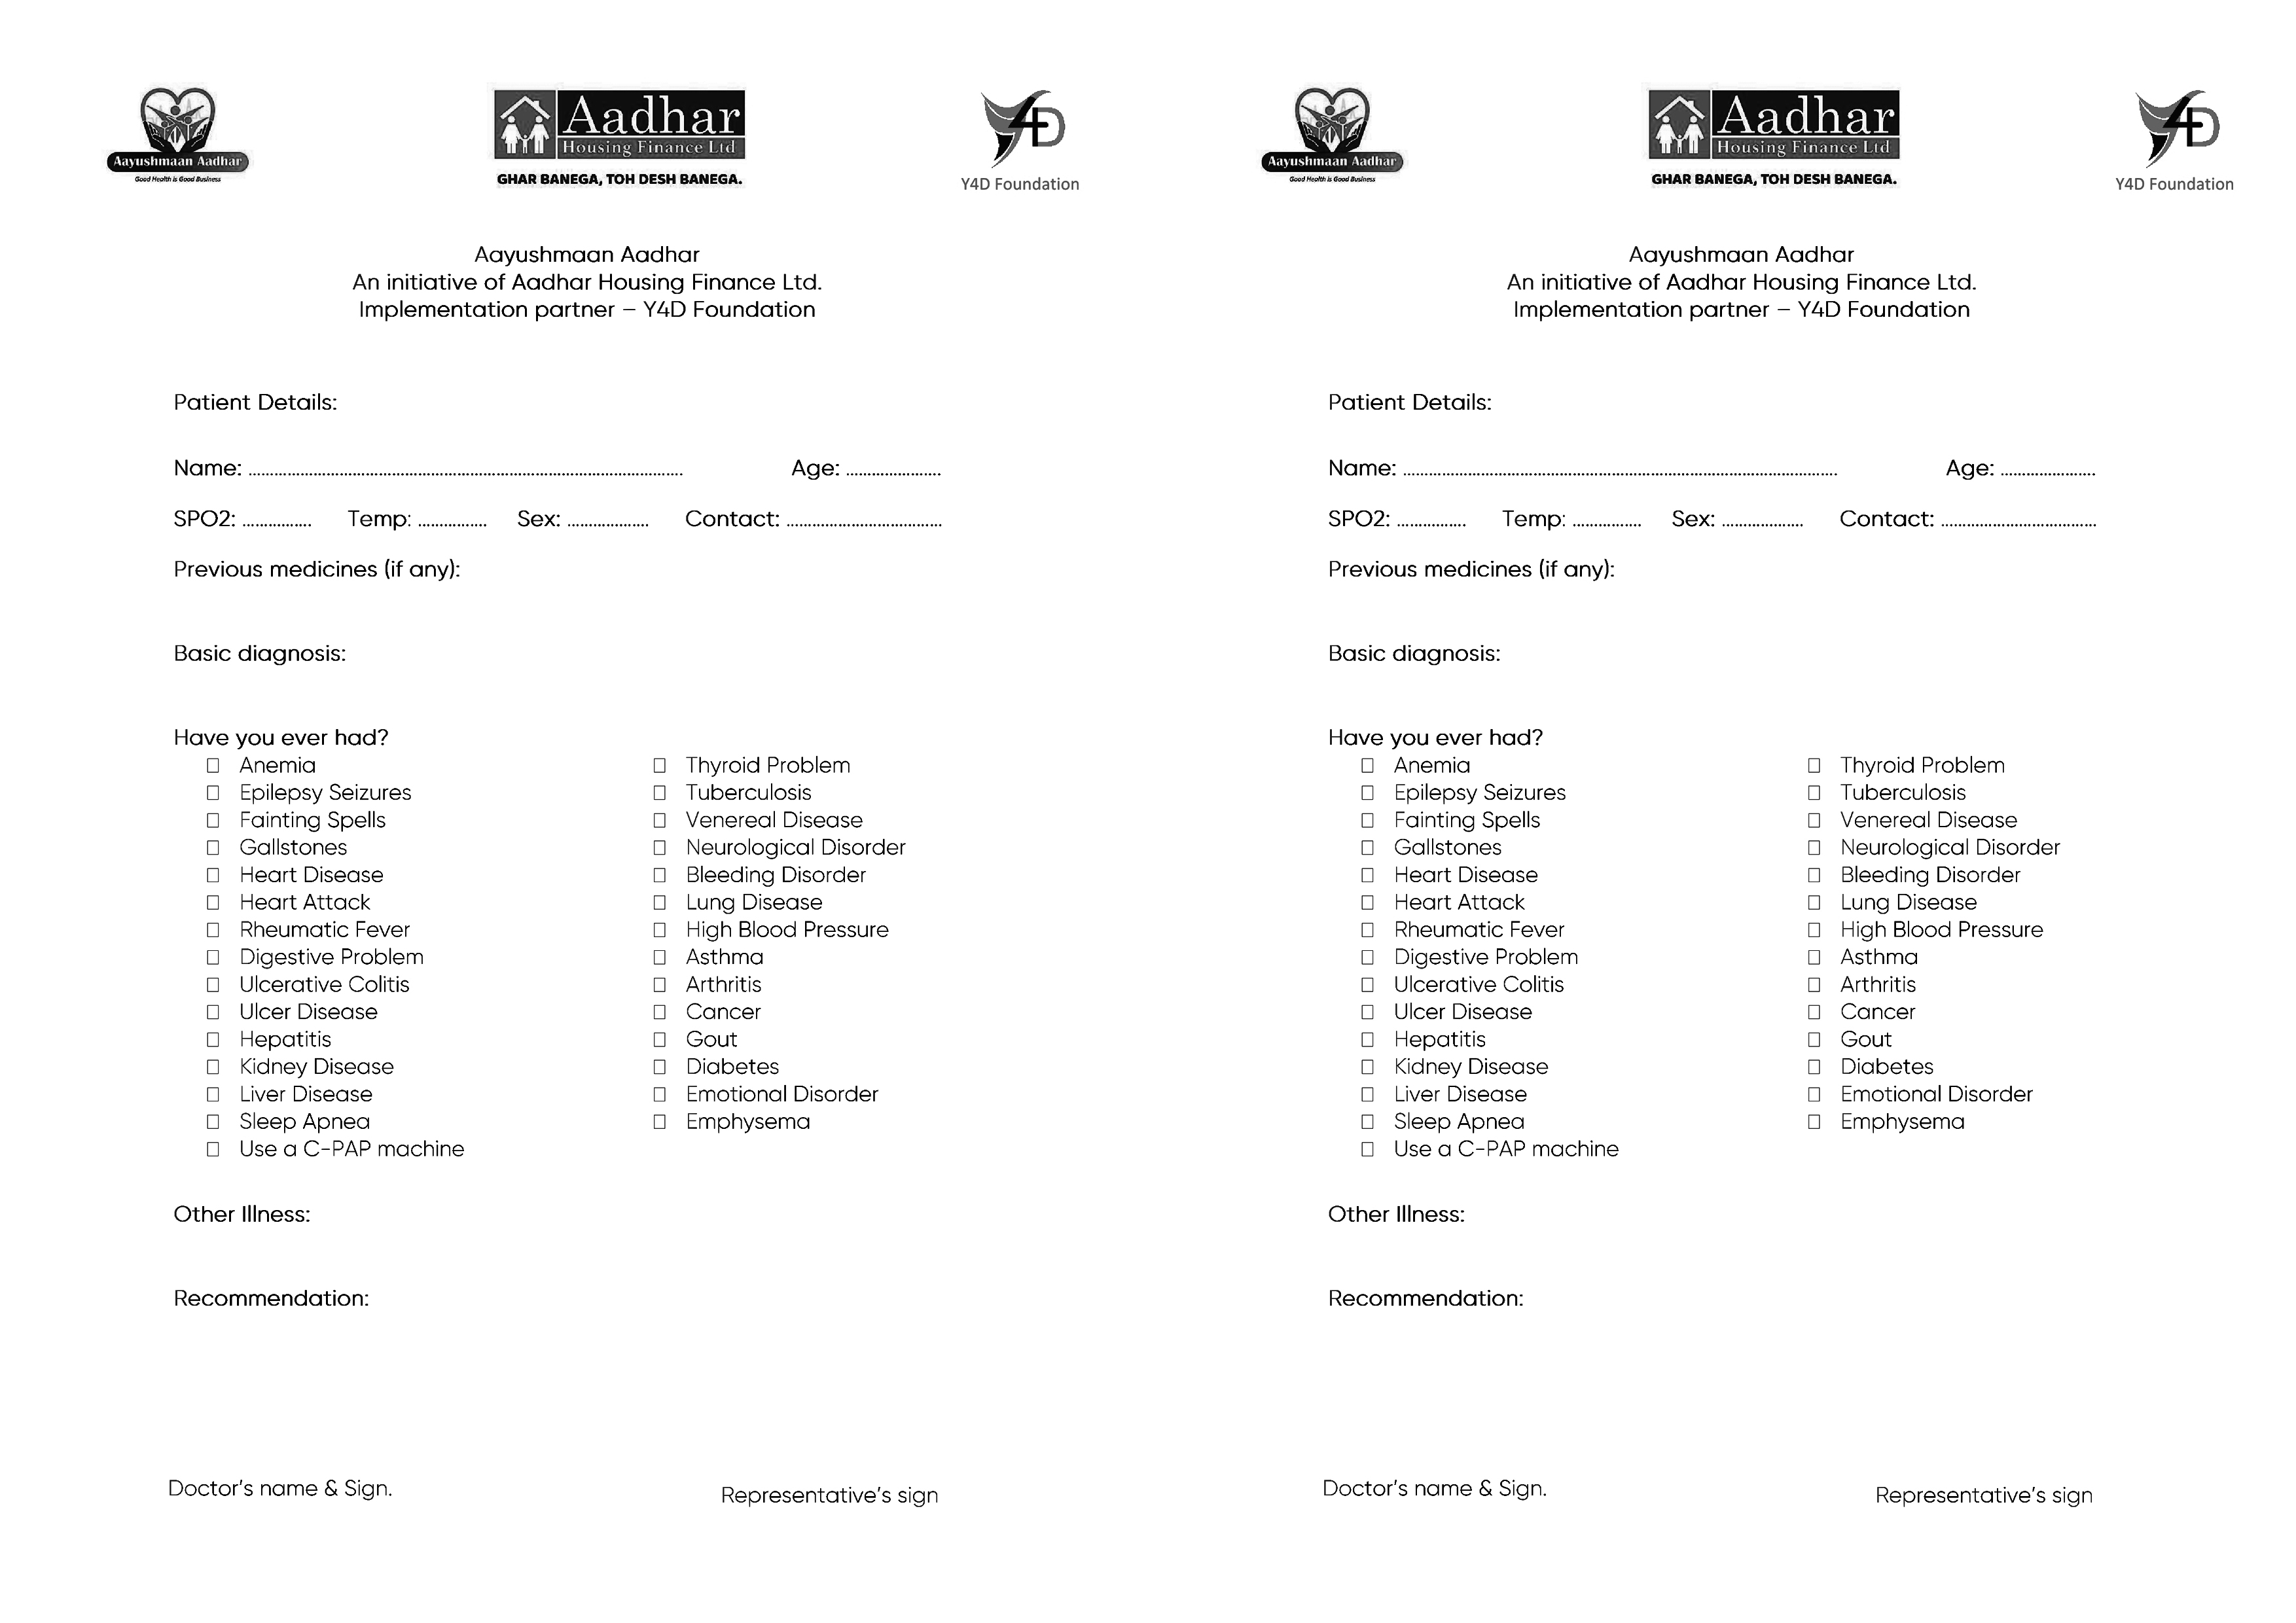 Aayushmaan Aadhar
Good Health is Good Business
Aadhar
Housing Finance Ltd
GHAR BANEGA, TOH DESH BANEGA.
Y4D
Y4D Foundation
Aayushmaan Aadhar
An initiative of Aadhar Housing Finance Ltd.
Implementation partner – Y4D Foundation
Patient Details:
Name: ........................................ Age: ......................
SPO2: ................ Temp: ................ Sex: ................... Contact: ....................................
Previous medicines (if any):
Basic diagnosis:
Have you ever had?
Anemia
Epilepsy Seizures
Fainting Spells
Gallstones
Heart Disease
Heart Attack
Rheumatic Fever
Digestive Problem
Ulcerative Colitis
Ulcer Disease
Hepatitis
Kidney Disease
Liver Disease
Sleep Apnea
Use a C-PAP machine
Thyroid Problem
Tuberculosis
Venereal Disease
Neurological Disorder
Bleeding Disorder
Lung Disease
High Blood Pressure
Asthma
Arthritis
Cancer
Gout
Diabetes
Emotional Disorder
Emphysema
Other Illness:
Recommendation:
Doctor's name & Sign.
Representative's sign
Aayushmaan Aadhar
Good Health is Good Business
Aadhar
Housing Finance Ltd
GHAR BANEGA, TOH DESH BANEGA.
Y4D
Y4D Foundation
Aayushmaan Aadhar
An initiative of Aadhar Housing Finance Ltd.
Implementation partner – Y4D Foundation
Patient Details:
Name: ........................................ Age: ......................
SPO2: ................ Temp: ................ Sex: ................... Contact: ....................................
Previous medicines (if any):
Basic diagnosis:
Have you ever had?
Anemia
Epilepsy Seizures
Fainting Spells
Gallstones
Heart Disease
Heart Attack
Rheumatic Fever
Digestive Problem
Ulcerative Colitis
Ulcer Disease
Hepatitis
Kidney Disease
Liver Disease
Sleep Apnea
Use a C-PAP machine
Thyroid Problem
Tuberculosis
Venereal Disease
Neurological Disorder
Bleeding Disorder
Lung Disease
High Blood Pressure
Asthma
Arthritis
Cancer
Gout
Diabetes
Emotional Disorder
Emphysema
Other Illness:
Recommendation:
Doctor's name & Sign.
Representative's sign